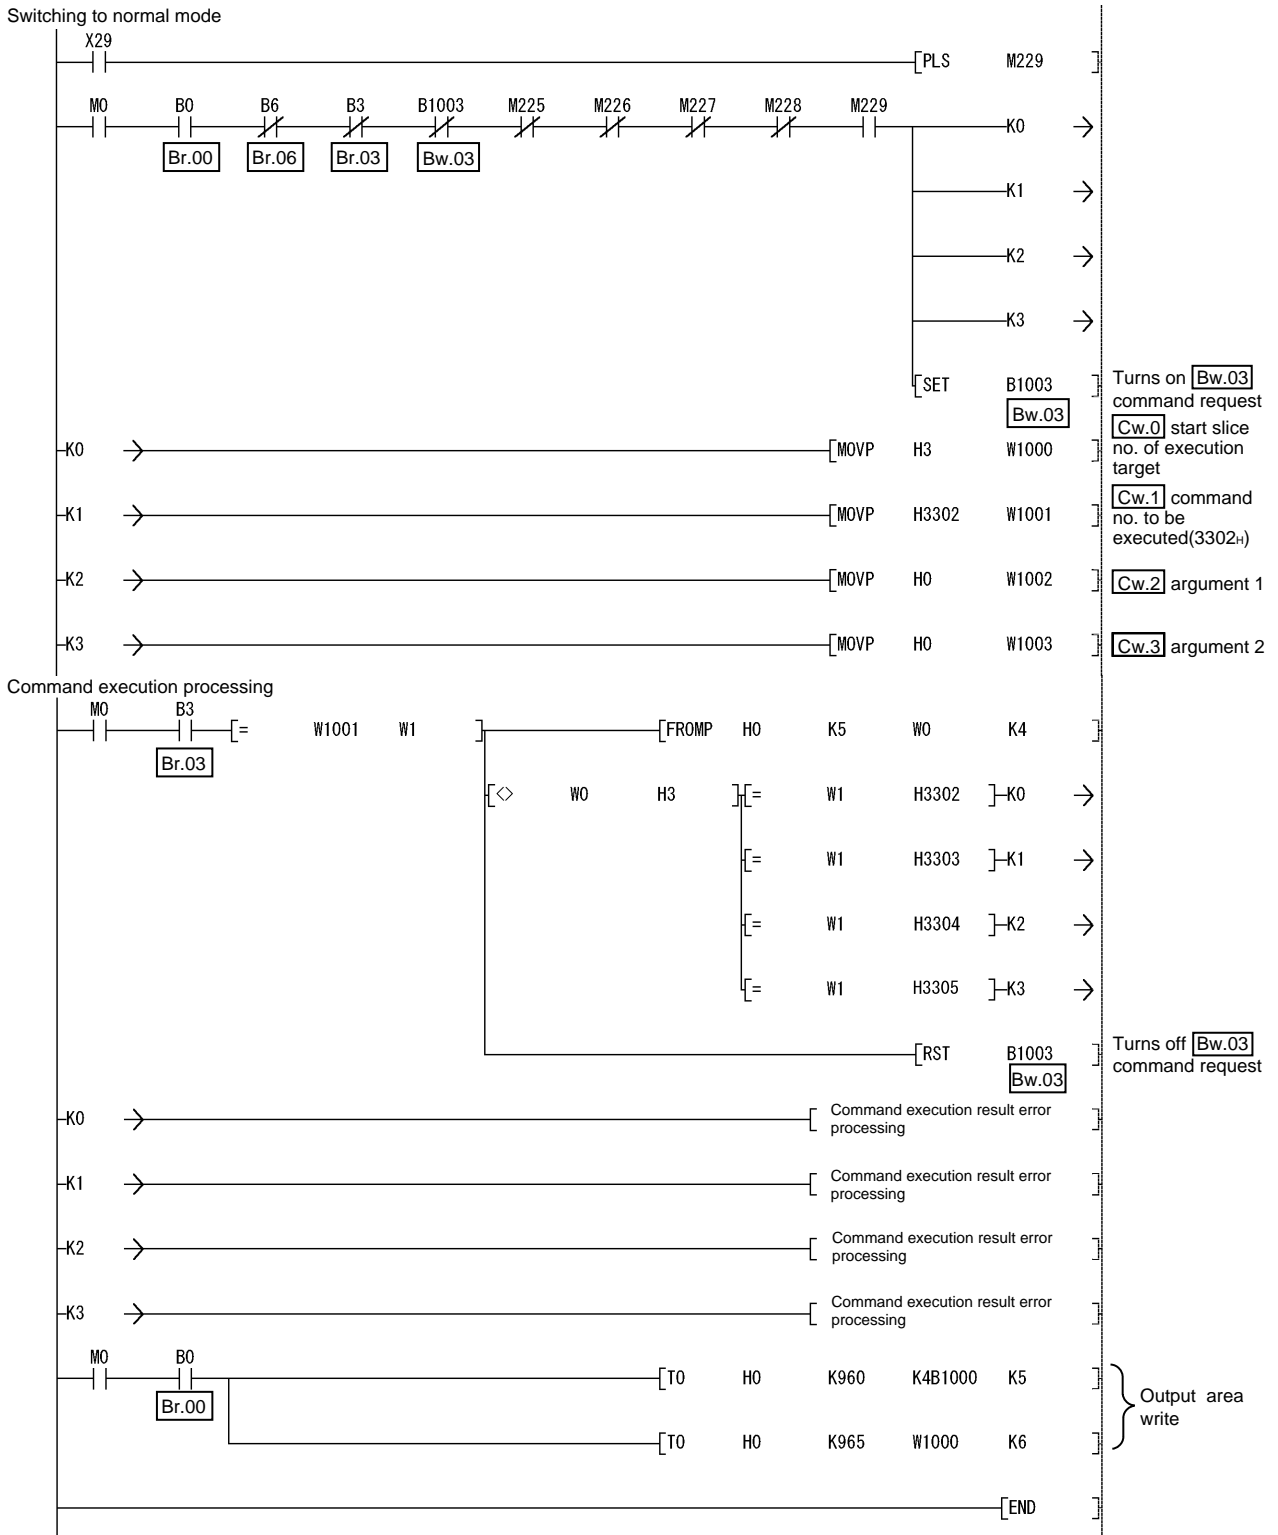 Switching to normal mode
X29
PLS M229
M0 B0 B6 B3 B1003 M225 M226 M227 M228 M229
K0
Br.00 Br.06 Br.03 Bw.03
K1
K2
K3
SET B1003
Bw.03
Turns on Bw.03
command request
K0 MOVP H3 W1000
Cw.0 start slice
no. of execution
target
K1 MOVP H3302 W1001
Cw.1 command
no. to be
executed(3302H)
K2 MOVP H0 W1002
Cw.2 argument 1
K3 MOVP H0 W1003
Cw.3 argument 2
Command execution processing
M0 B3
= W1001 W1 FROMP H0 K5 W0 K4
Br.03
<> W0 H3 = W1 H3302 K0
= W1 H3303 K1
= W1 H3304 K2
= W1 H3305 K3
RST B1003
Bw.03
Turns off Bw.03
command request
K0
Command execution result error
processing
K1
Command execution result error
processing
K2
Command execution result error
processing
K3
Command execution result error
processing
M0 B0
TO H0 K960 K4B1000 K5
Br.00
Output area
write
TO H0 K965 W1000 K6
END